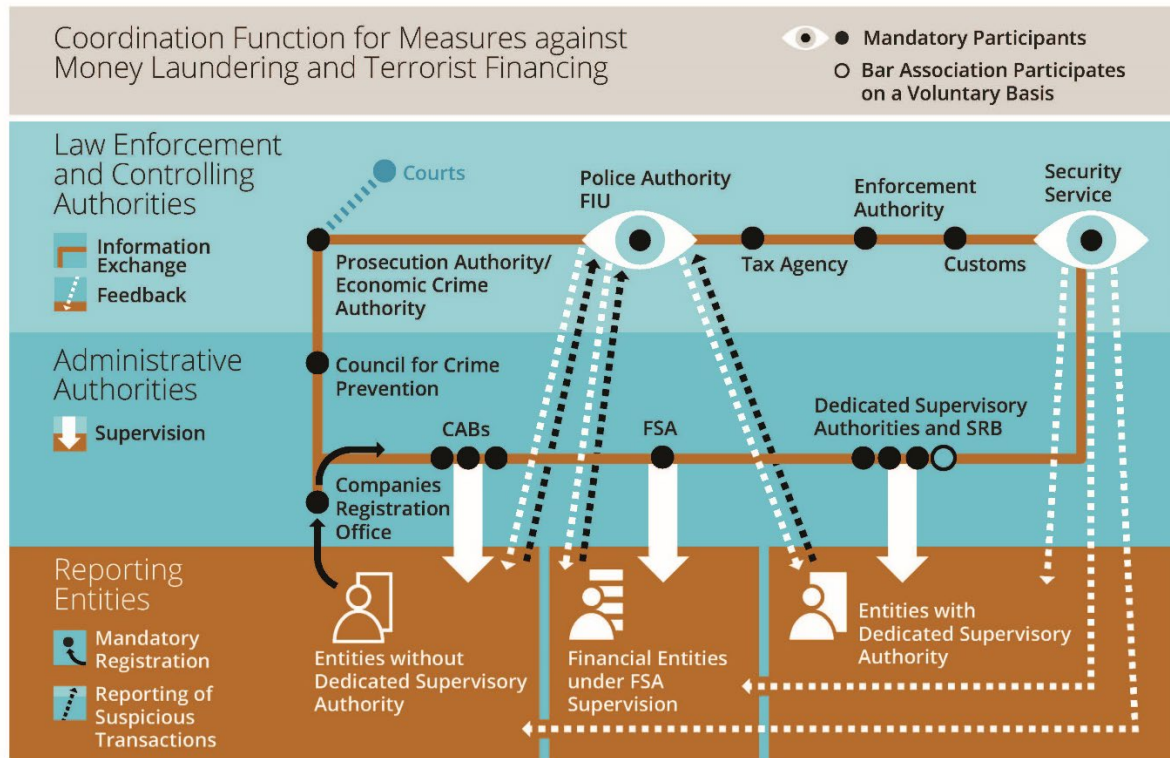 Coordination Function for Measures against
Money Laundering and Terrorist Financing
Mandatory Participants
Bar Association Participates
on a Voluntary Basis
Law Enforcement
and Controlling
Authorities
Information
Exchange
Feedback
Courts
Prosecution Authority/
Economic Crime
Authority
Police Authority
FIU
Tax Agency
Enforcement
Authority
Customs
Security
Service
Administrative
Authorities
Supervision
Council for Crime
Prevention
CABs
FSA
Dedicated Supervisory
Authorities and SRB
Companies
Registration
Office
Reporting
Entities
Mandatory
Registration
Reporting of
Suspicious
Transactions
Entities without
Dedicated Supervisory
Authority
Financial Entities
under FSA
Supervision
Entities with
Dedicated Supervisory
Authority